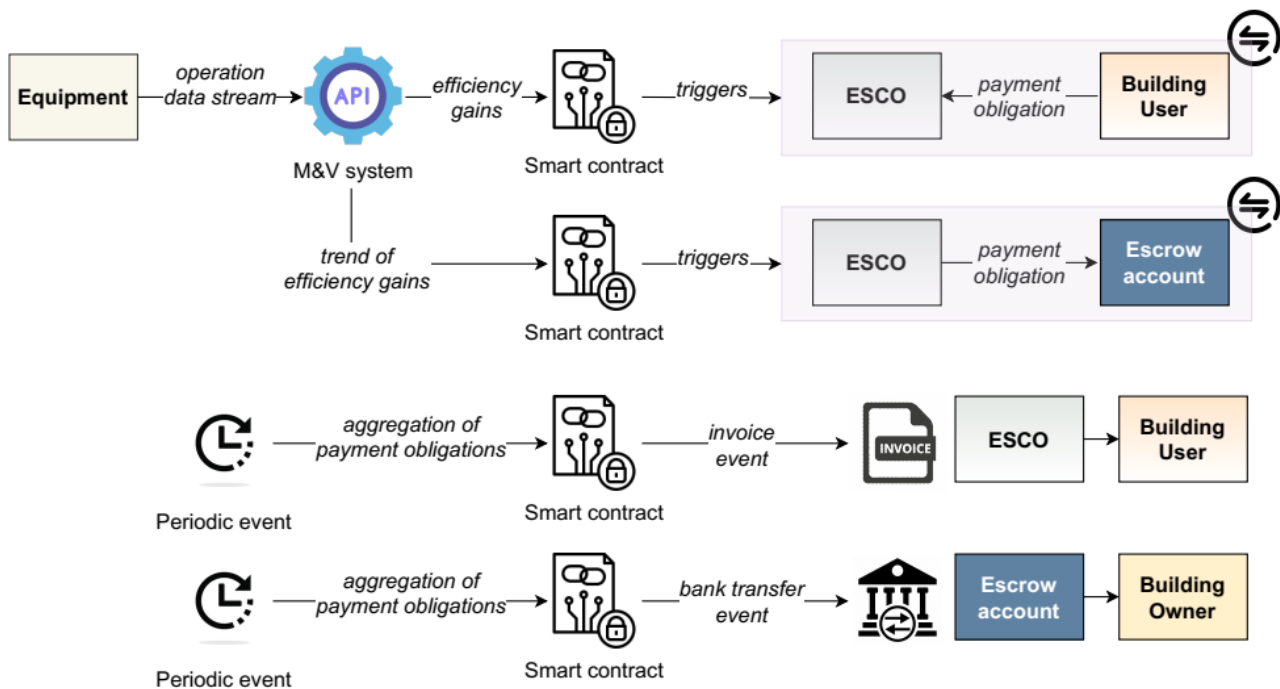 Equipment
operation
data stream
API
M&V system
efficiency
gains
Smart contract
triggers
ESCO
payment
obligation
Building
User
trend of
efficiency gains
Smart contract
triggers
ESCO
payment
obligation
Escrow
account
Periodic event
aggregation of
payment obligations
Smart contract
invoice
event
INVOICE
ESCO
Building
User
Periodic event
aggregation of
payment obligations
Smart contract
bank transfer
event
Escrow
account
Building
Owner